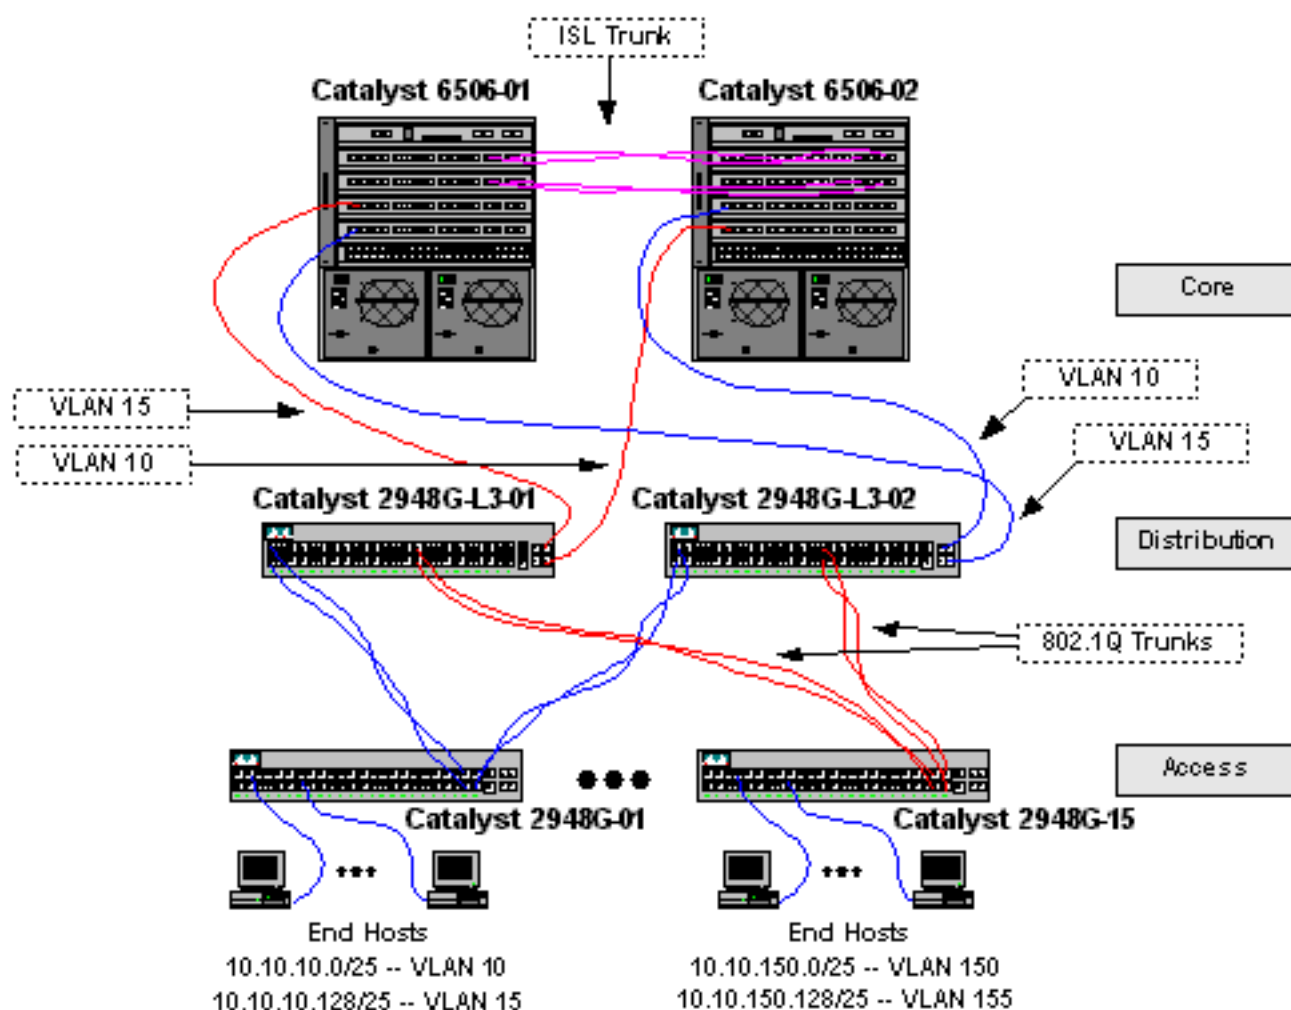 ISL Trunk
Catalyst 6506-01
Catalyst 6506-02
Core
VLAN 10
VLAN 15
VLAN 15
VLAN 10
Catalyst 2948G-L3-01
Catalyst 2948G-L3-02
Distribution
802.1Q Trunks
Access
Catalyst 2948G-01
Catalyst 2948G-15
End Hosts
10.10.10.0/25 -- VLAN 10
10.10.10.128/25 -- VLAN 15
End Hosts
10.10.150.0/25 -- VLAN 150
10.10.150.128/25 -- VLAN 155